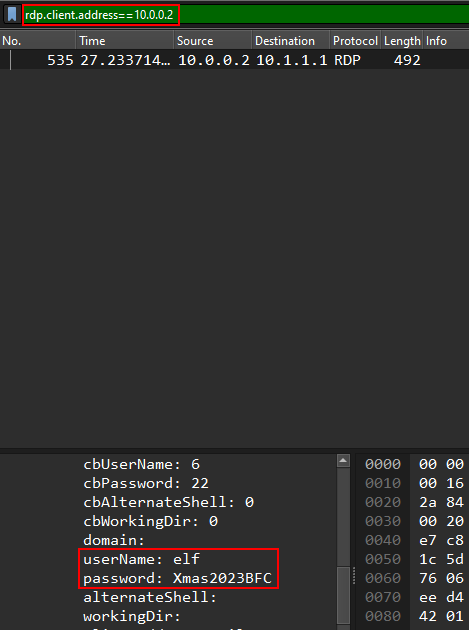 rdp.client.address==10.0.0.2
No. Time Source Destination Protocol Length Info
535 27.233714… 10.0.0.2 10.1.1.1 RDP 492
cbUserName: 6
cbPassword: 22
cbAlternateShell: 0
cbWorkingDir: 0
domain:
userName: elf
password: Xmas2023BFC
alternateShell:
workingDir:
0000 00 00
0010 00 16
0020 2a 84
0030 00 20
0040 e7 c8
0050 1c 5d
0060 76 06
0070 ee d4
0080 42 01